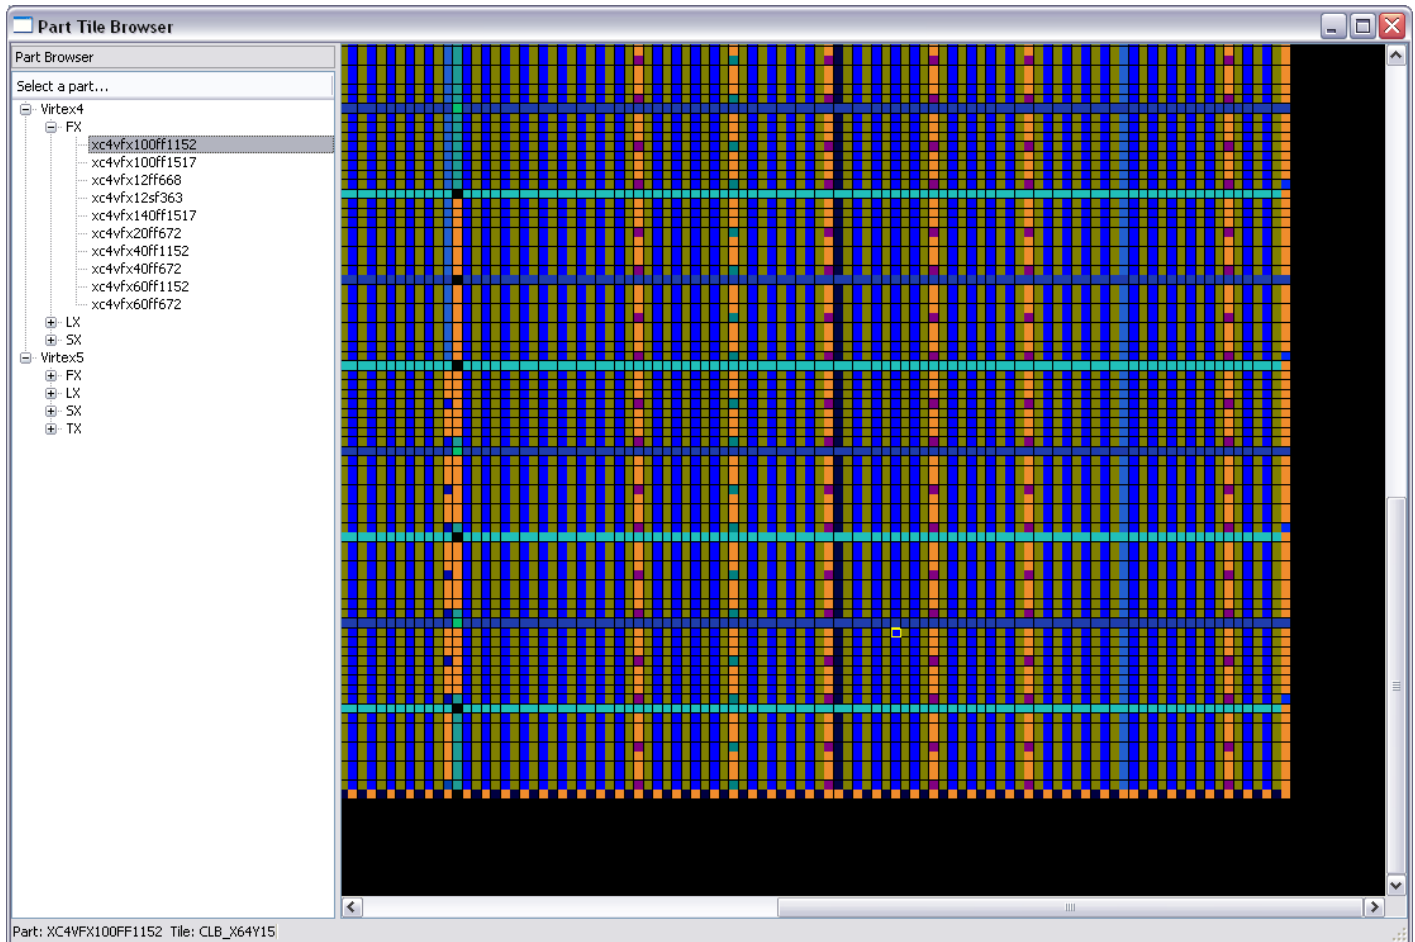 Part Tile Browser
Part Browser
Select a part...
Virtex4
FX
xc4vfx100ff1152
xc4vfx100ff1517
xc4vfx12ff668
xc4vfx12sf363
xc4vfx140ff1517
xc4vfx20ff672
xc4vfx40ff1152
xc4vfx40ff672
xc4vfx60ff1152
xc4vfx60ff672
LX
SX
Virtex5
FX
LX
SX
TX
Part: XC4VFX100FF1152 Tile: CLB_X64Y15